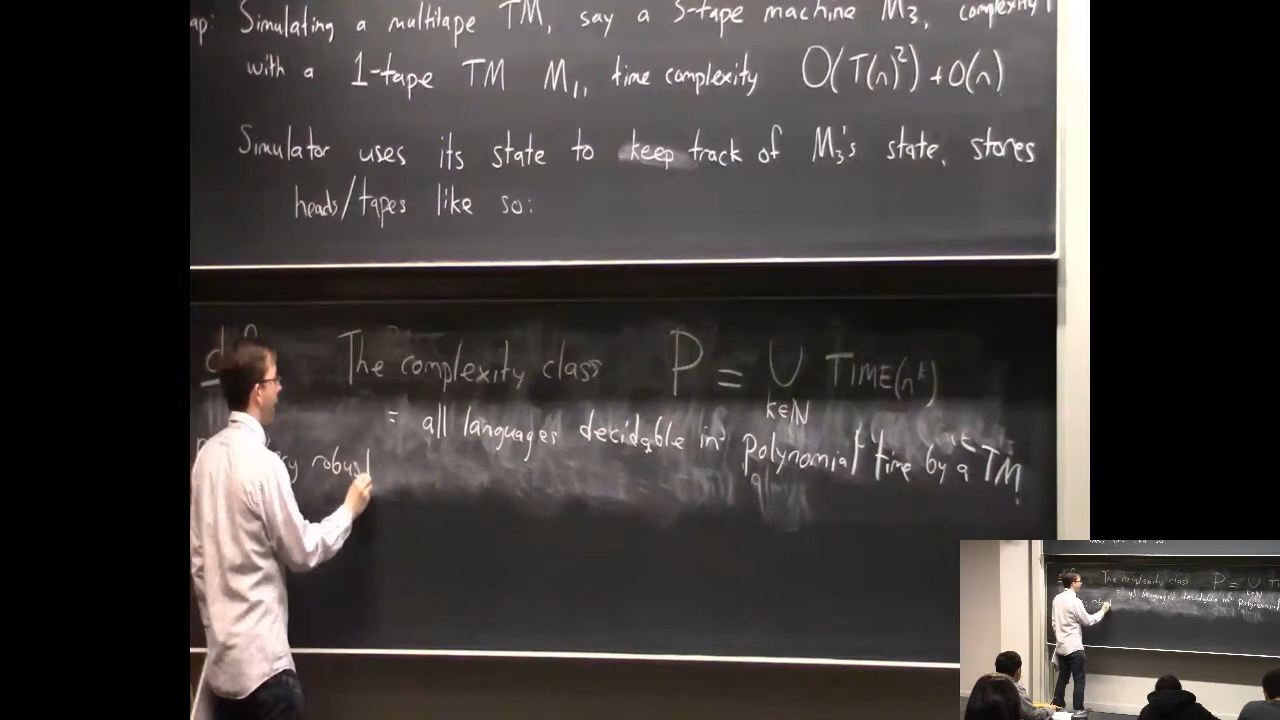 ap: Simulating a multitape TM, say a 3-tape machine M₃, complexity
with a 1-tape TM M₁, time complexity O(T(n)²) + O(n)
Simulator uses its state to keep track of M₃'s state, stores
heads/tapes like so:
The complexity class P = ∪ TIME(nᵏ)
k∈ℕ
= all languages decidable in polynomial time by a TM
ry robust